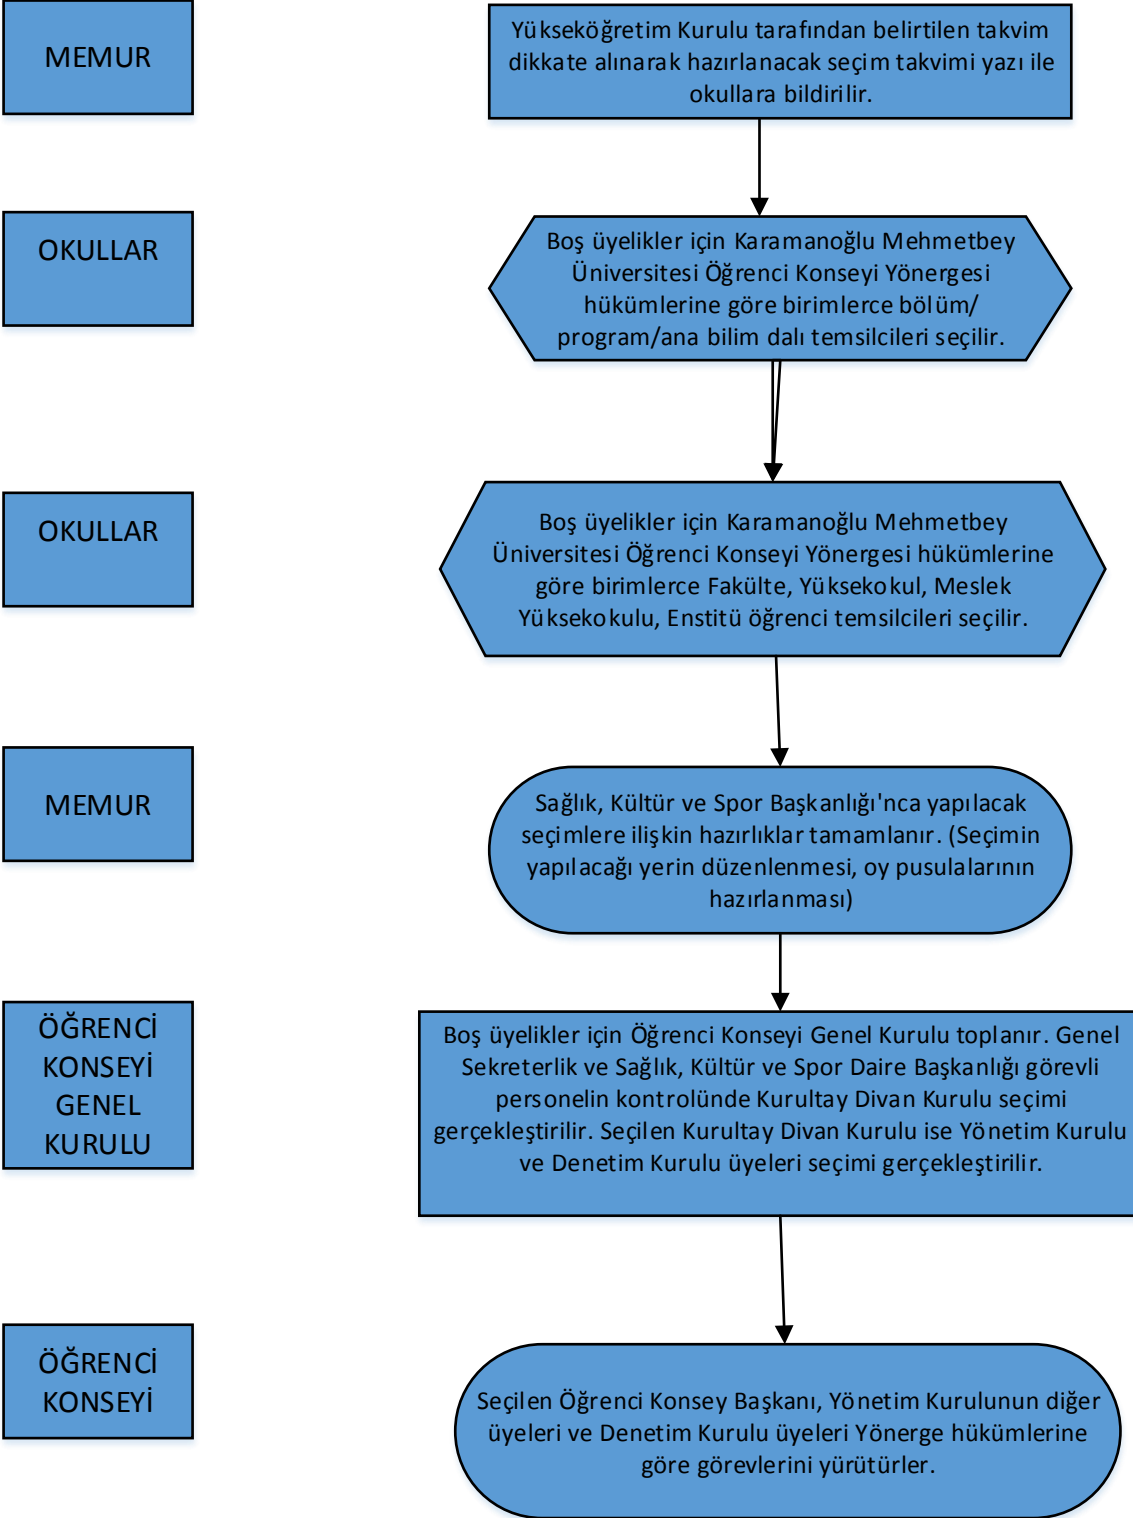 MEMUR
Yükseköğretim Kurulu tarafından belirtilen takvim
dikkate alınarak hazırlanacak seçim takvimi yazı ile
okullara bildirilir.
OKULLAR
Boş üyelikler için Karamanoğlu Mehmetbey
Üniversitesi Öğrenci Konseyi Yönergesi
hükümlerine göre birimlerce bölüm/
program/ana bilim dalı temsilcileri seçilir.
OKULLAR
Boş üyelikler için Karamanoğlu Mehmetbey
Üniversitesi Öğrenci Konseyi Yönergesi hükümlerine
göre birimlerce Fakülte, Yüksekokul, Meslek
Yüksekokulu, Enstitü öğrenci temsilcileri seçilir.
MEMUR
Sağlık, Kültür ve Spor Başkanlığı'nca yapılacak
seçimlere ilişkin hazırlıklar tamamlanır. (Seçimin
yapılacağı yerin düzenlenmesi, oy pusulalarının
hazırlanması)
ÖĞRENCİ
KONSEYİ
GENEL
KURULU
Boş üyelikler için Öğrenci Konseyi Genel Kurulu toplanır. Genel
Sekreterlik ve Sağlık, Kültür ve Spor Daire Başkanlığı görevli
personelin kontrolünde Kurultay Divan Kurulu seçimi
gerçekleştirilir. Seçilen Kurultay Divan Kurulu ise Yönetim Kurulu
ve Denetim Kurulu üyeleri seçimi gerçekleştirilir.
ÖĞRENCİ
KONSEYİ
Seçilen Öğrenci Konsey Başkanı, Yönetim Kurulunun diğer
üyeleri ve Denetim Kurulu üyeleri Yönerge hükümlerine
göre görevlerini yürütürler.